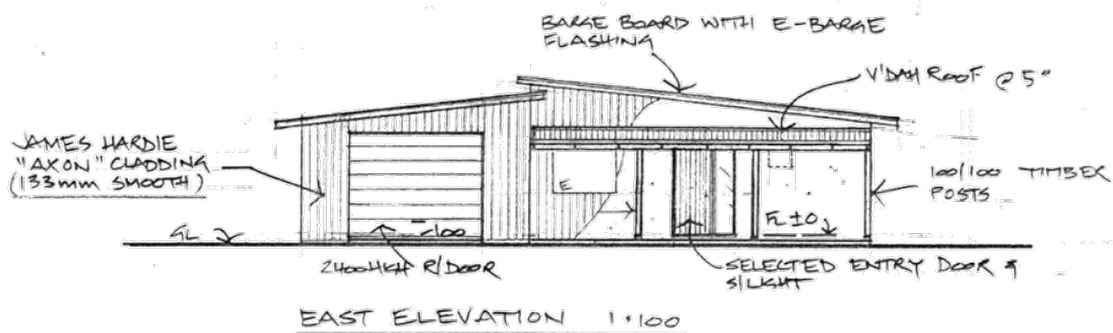 BARGE BOARD WITH E-BARGE
FLASHING
V'DAH ROOF @ 5°
JAMES HARDIE
"AXON" CLADDING
(133mm SMOOTH)
100/100 TIMBER
POSTS
E
FL ±0
-100
GL
2400HIGH R/DOOR
SELECTED ENTRY DOOR &
S/LIGHT
EAST ELEVATION 1:100